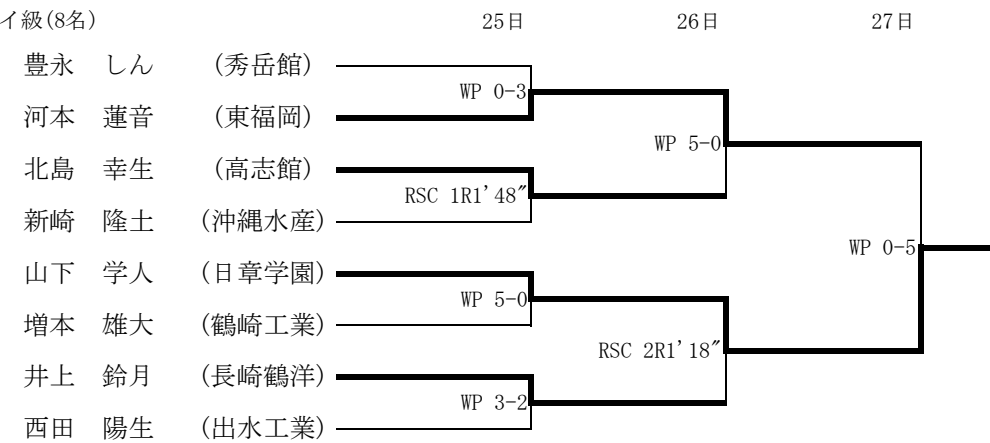 イ級(8名) 25日 26日 27日
豊永 しん (秀岳館)
WP 0-3
河本 蓮音 (東福岡)
WP 5-0
北島 幸生 (高志館)
RSC 1R1'48"
新崎 隆土 (沖縄水産)
WP 0-5
山下 学人 (日章学園)
WP 5-0
増本 雄大 (鶴崎工業)
RSC 2R1'18"
井上 鈴月 (長崎鶴洋)
WP 3-2
西田 陽生 (出水工業)